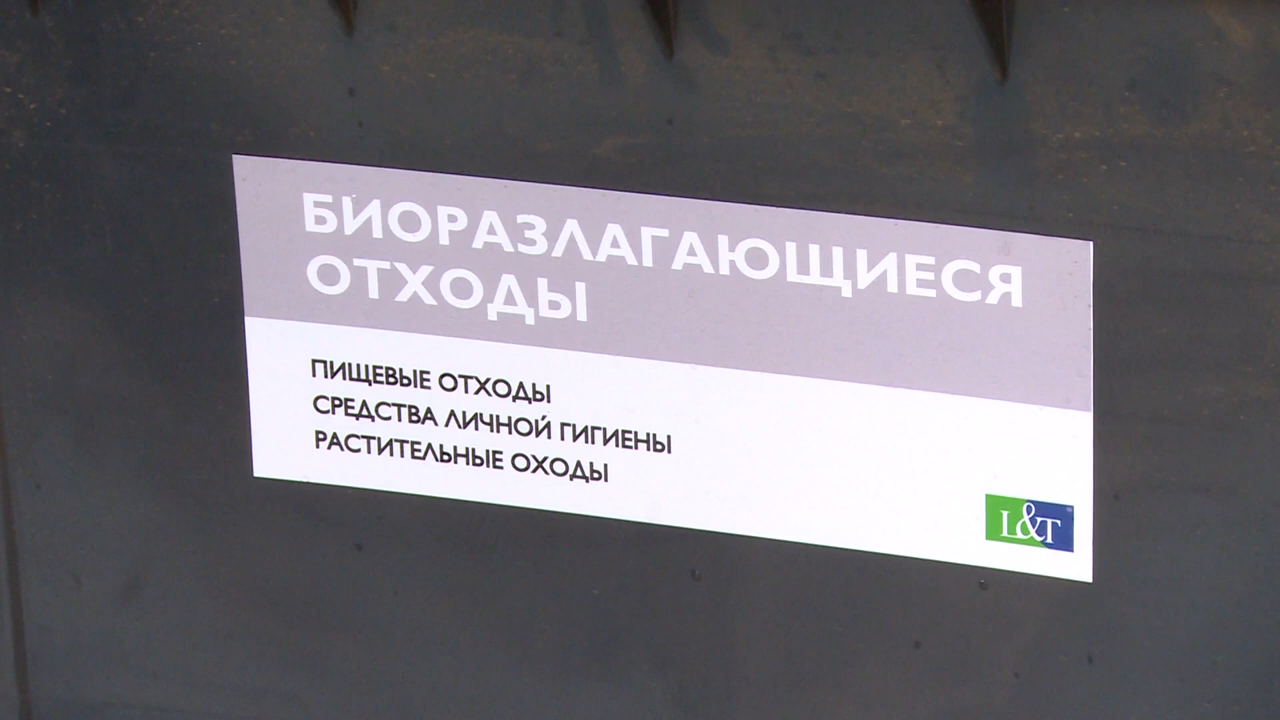 БИОРАЗЛАГАЮЩИЕСЯ
ОТХОДЫ
ПИЩЕВЫЕ ОТХОДЫ
СРЕДСТВА ЛИЧНОЙ ГИГИЕНЫ
РАСТИТЕЛЬНЫЕ ОХОДЫ
L&T